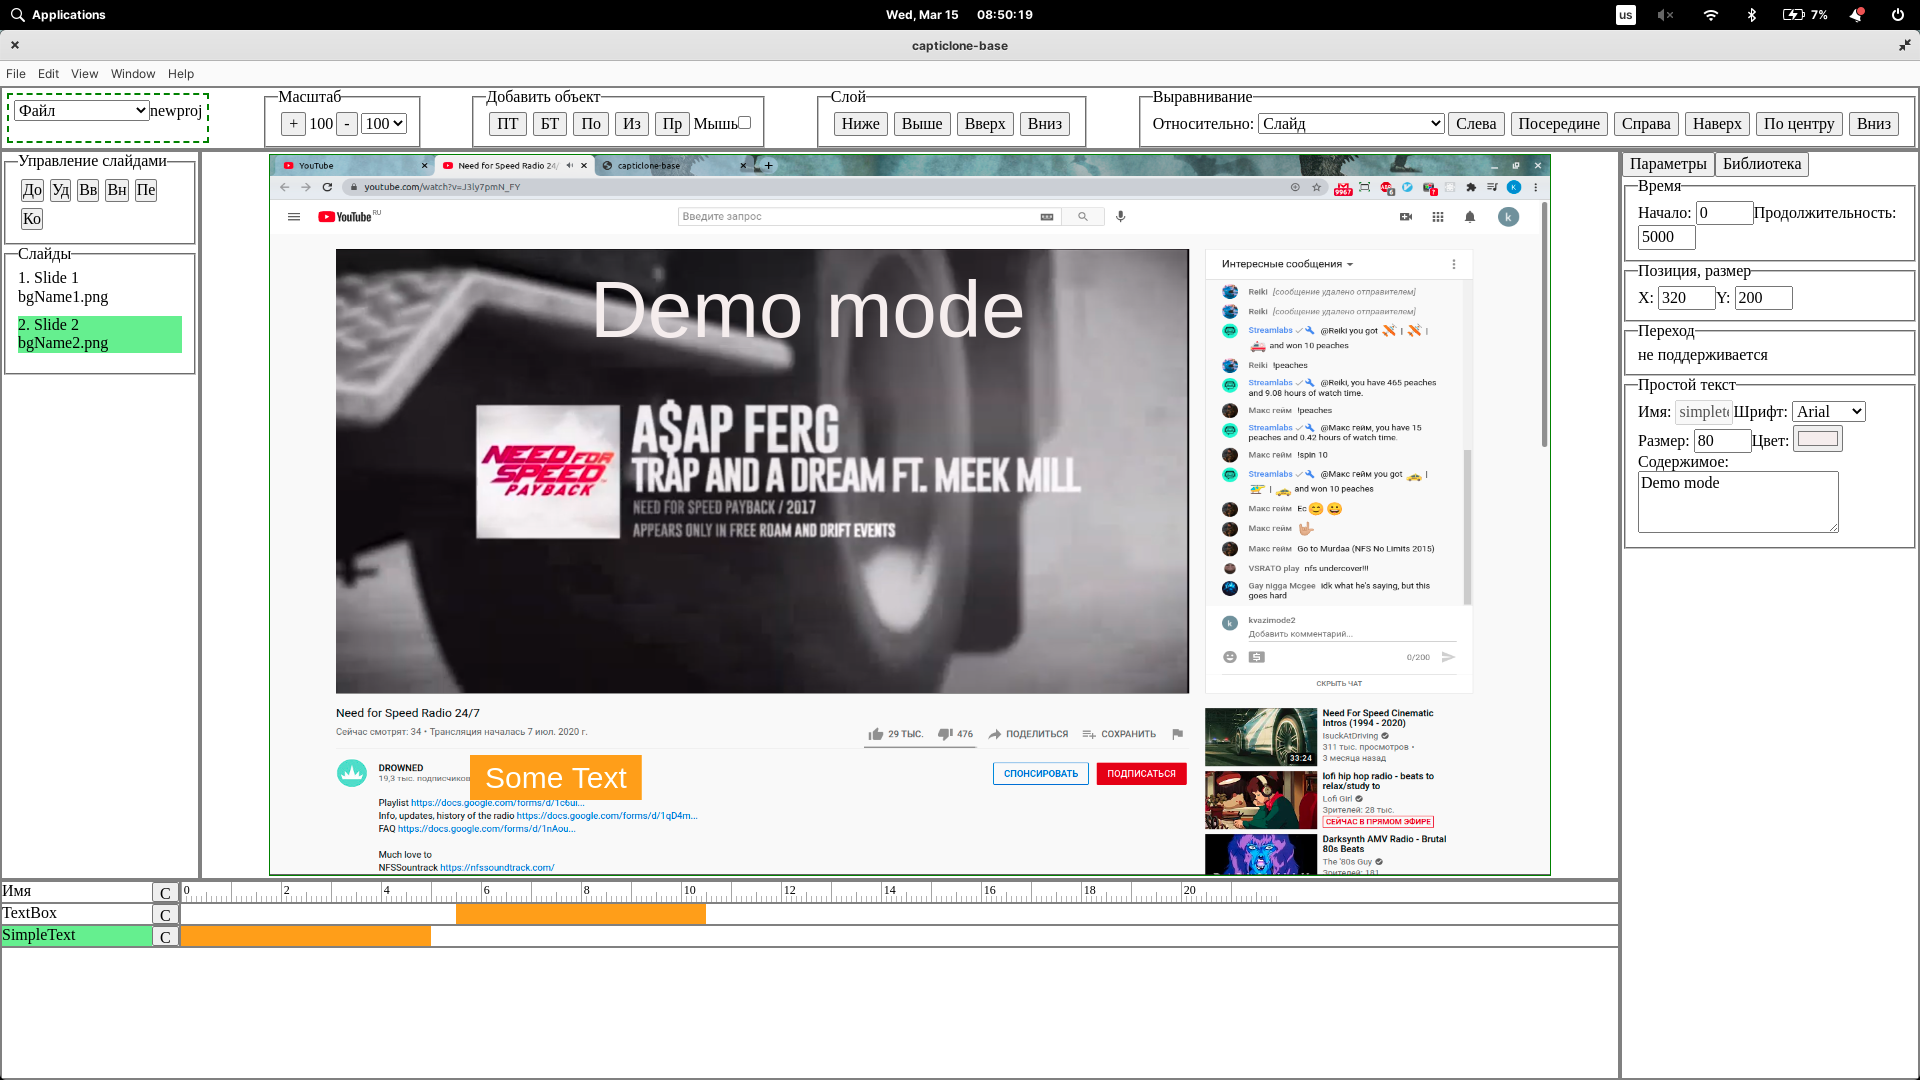 Applications
Wed, Mar 15 08:50:19
us
7%
capticlone-base
File Edit View Window Help
Файл newproj
Масштаб
+ 100 - 100
Добавить объект
ПТ БТ По Из Пр Мышь
Слой
Ниже Выше Вверх Вниз
Выравнивание
Относительно: Слайд Слева Посередине Справа Наверх По центру Вниз
Управление слайдами
До Уд Вв Вн Пе
Ко
Слайды
1. Slide 1
bgName1.png
2. Slide 2
bgName2.png
YouTube
Need for Speed Radio 24/
capticlone-base
youtube.com/watch?v=J3ly7pmN_FY
9967
YouTube RU
Введите запрос
k
Demo mode
A$AP FERG
TRAP AND A DREAM FT. MEEK MILL
NEED FOR SPEED PAYBACK / 2017
APPEARS ONLY IN FREE ROAM AND DRIFT EVENTS
NEED FOR
SPEED
PAYBACK
Need for Speed Radio 24/7
Сейчас смотрят: 34 • Трансляция началась 7 июл. 2020 г.
29 ТЫС. 476 ПОДЕЛИТЬСЯ СОХРАНИТЬ
DROWNED
19,3 тыс. подписчиков
Some Text
СПОНСИРОВАТЬ ПОДПИСАТЬСЯ
Playlist https://docs.google.com/forms/d/1c6ui...
Info, updates, history of the radio https://docs.google.com/forms/d/1qD4m...
FAQ https://docs.google.com/forms/d/1nAou...
Much love to
NFSSountrack https://nfssoundtrack.com/
Интересные сообщения
Reiki [сообщение удалено отправителем]
Reiki [сообщение удалено отправителем]
Streamlabs @Reiki you got | |
and won 10 peaches
Reiki !peaches
Streamlabs @Reiki, you have 465 peaches
and 9.08 hours of watch time.
Макс гейм !peaches
Streamlabs @Макс гейм, you have 15
peaches and 0.42 hours of watch time.
Макс гейм !spin 10
Streamlabs @Макс гейм you got |
| and won 10 peaches
Макс гейм Ес 😊 😀
Макс гейм 🤟
Макс гейм Go to Murdaa (NFS No Limits 2015)
VSRATO play nfs undercover!!!
Gay nigga Mcgee idk what he's saying, but this
goes hard
k kvazimode2
Добавить комментарий...
0/200
СКРЫТЬ ЧАТ
33:24
Need For Speed Cinematic
Intros (1994 - 2020)
IsuckAtDriving
311 тыс. просмотров •
3 месяца назад
lofi hip hop radio - beats to
relax/study to
Lofi Girl
Зрителей: 28 тыс.
СЕЙЧАС В ПРЯМОМ ЭФИРЕ
Darksynth AMV Radio - Brutal
80s Beats
The '80s Guy
Зрителей: 181
Параметры Библиотека
Время
Начало: 0 Продолжительность:
5000
Позиция, размер
X: 320 Y: 200
Переход
не поддерживается
Простой текст
Имя: simplete Шрифт: Arial
Размер: 80 Цвет:
Содержимое:
Demo mode
Имя C 0 2 4 6 8 10 12 14 16 18 20
TextBox C
SimpleText C